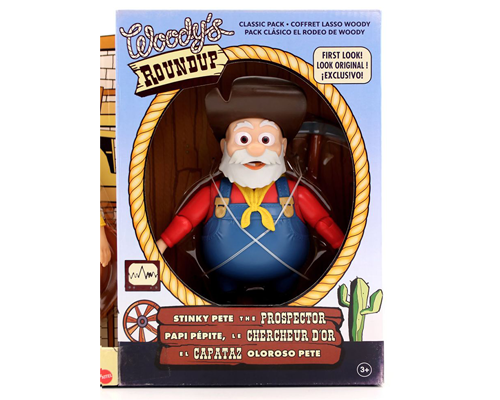 Woody's
ROUNDUP
CLASSIC PACK • COFFRET LASSO WOODY
PACK CLÁSICO EL RODEO DE WOODY
FIRST LOOK!
LOOK ORIGINAL !
¡EXCLUSIVO!
STINKY PETE THE PROSPECTOR
PAPI PÉPITE, LE CHERCHEUR D'OR
EL CAPATAZ OLOROSO PETE
3+